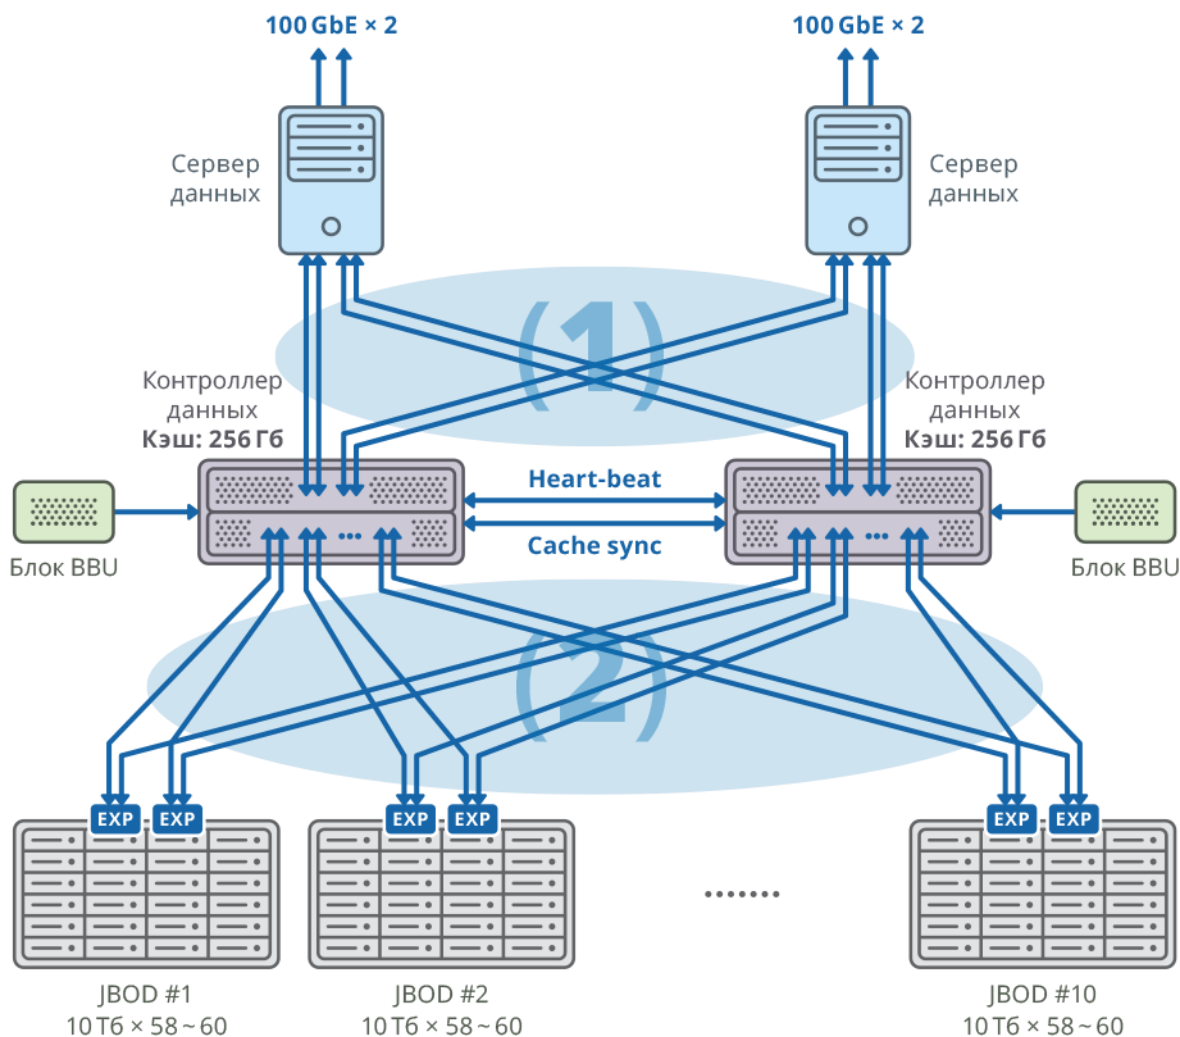 100 GbE × 2
100 GbE × 2
Сервер
данных
Сервер
данных
(1)
Контроллер
данных
Кэш: 256 Гб
Контроллер
данных
Кэш: 256 Гб
Heart-beat
Cache sync
Блок BBU
Блок BBU
(2)
EXP
EXP
EXP
EXP
EXP
EXP
JBOD #1
10 Тб × 58 ~ 60
JBOD #2
10 Тб × 58 ~ 60
JBOD #10
10 Тб × 58 ~ 60